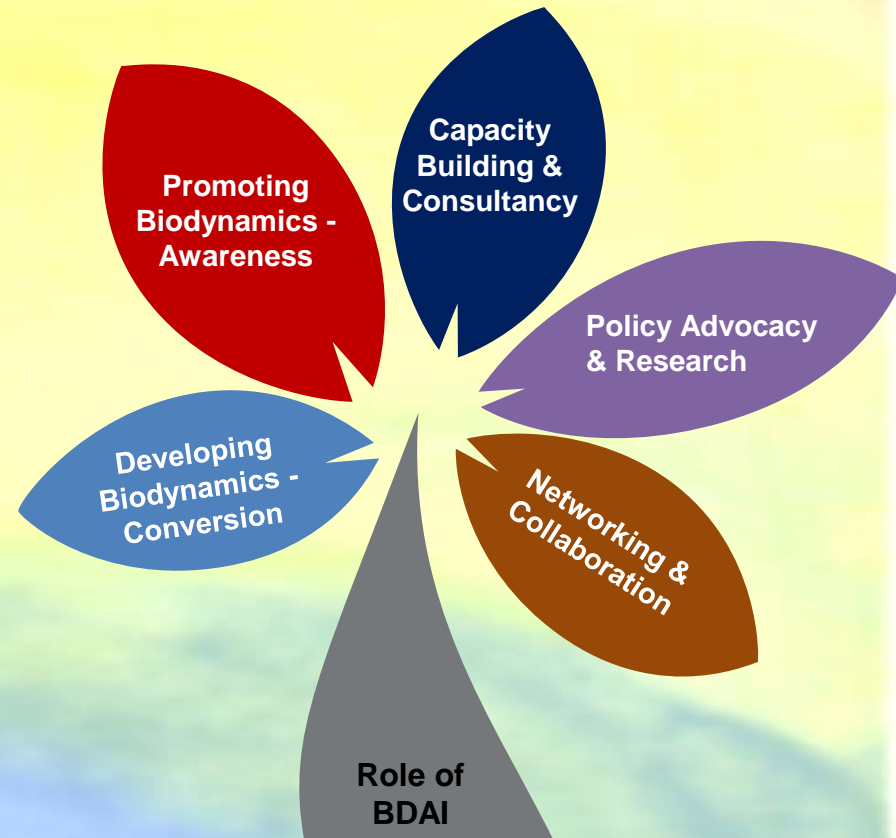 Capacity
Building &
Consultancy
Promoting
Biodynamics -
Awareness
Policy Advocacy
& Research
Developing
Biodynamics -
Conversion
Networking &
Collaboration
Role of
BDAI